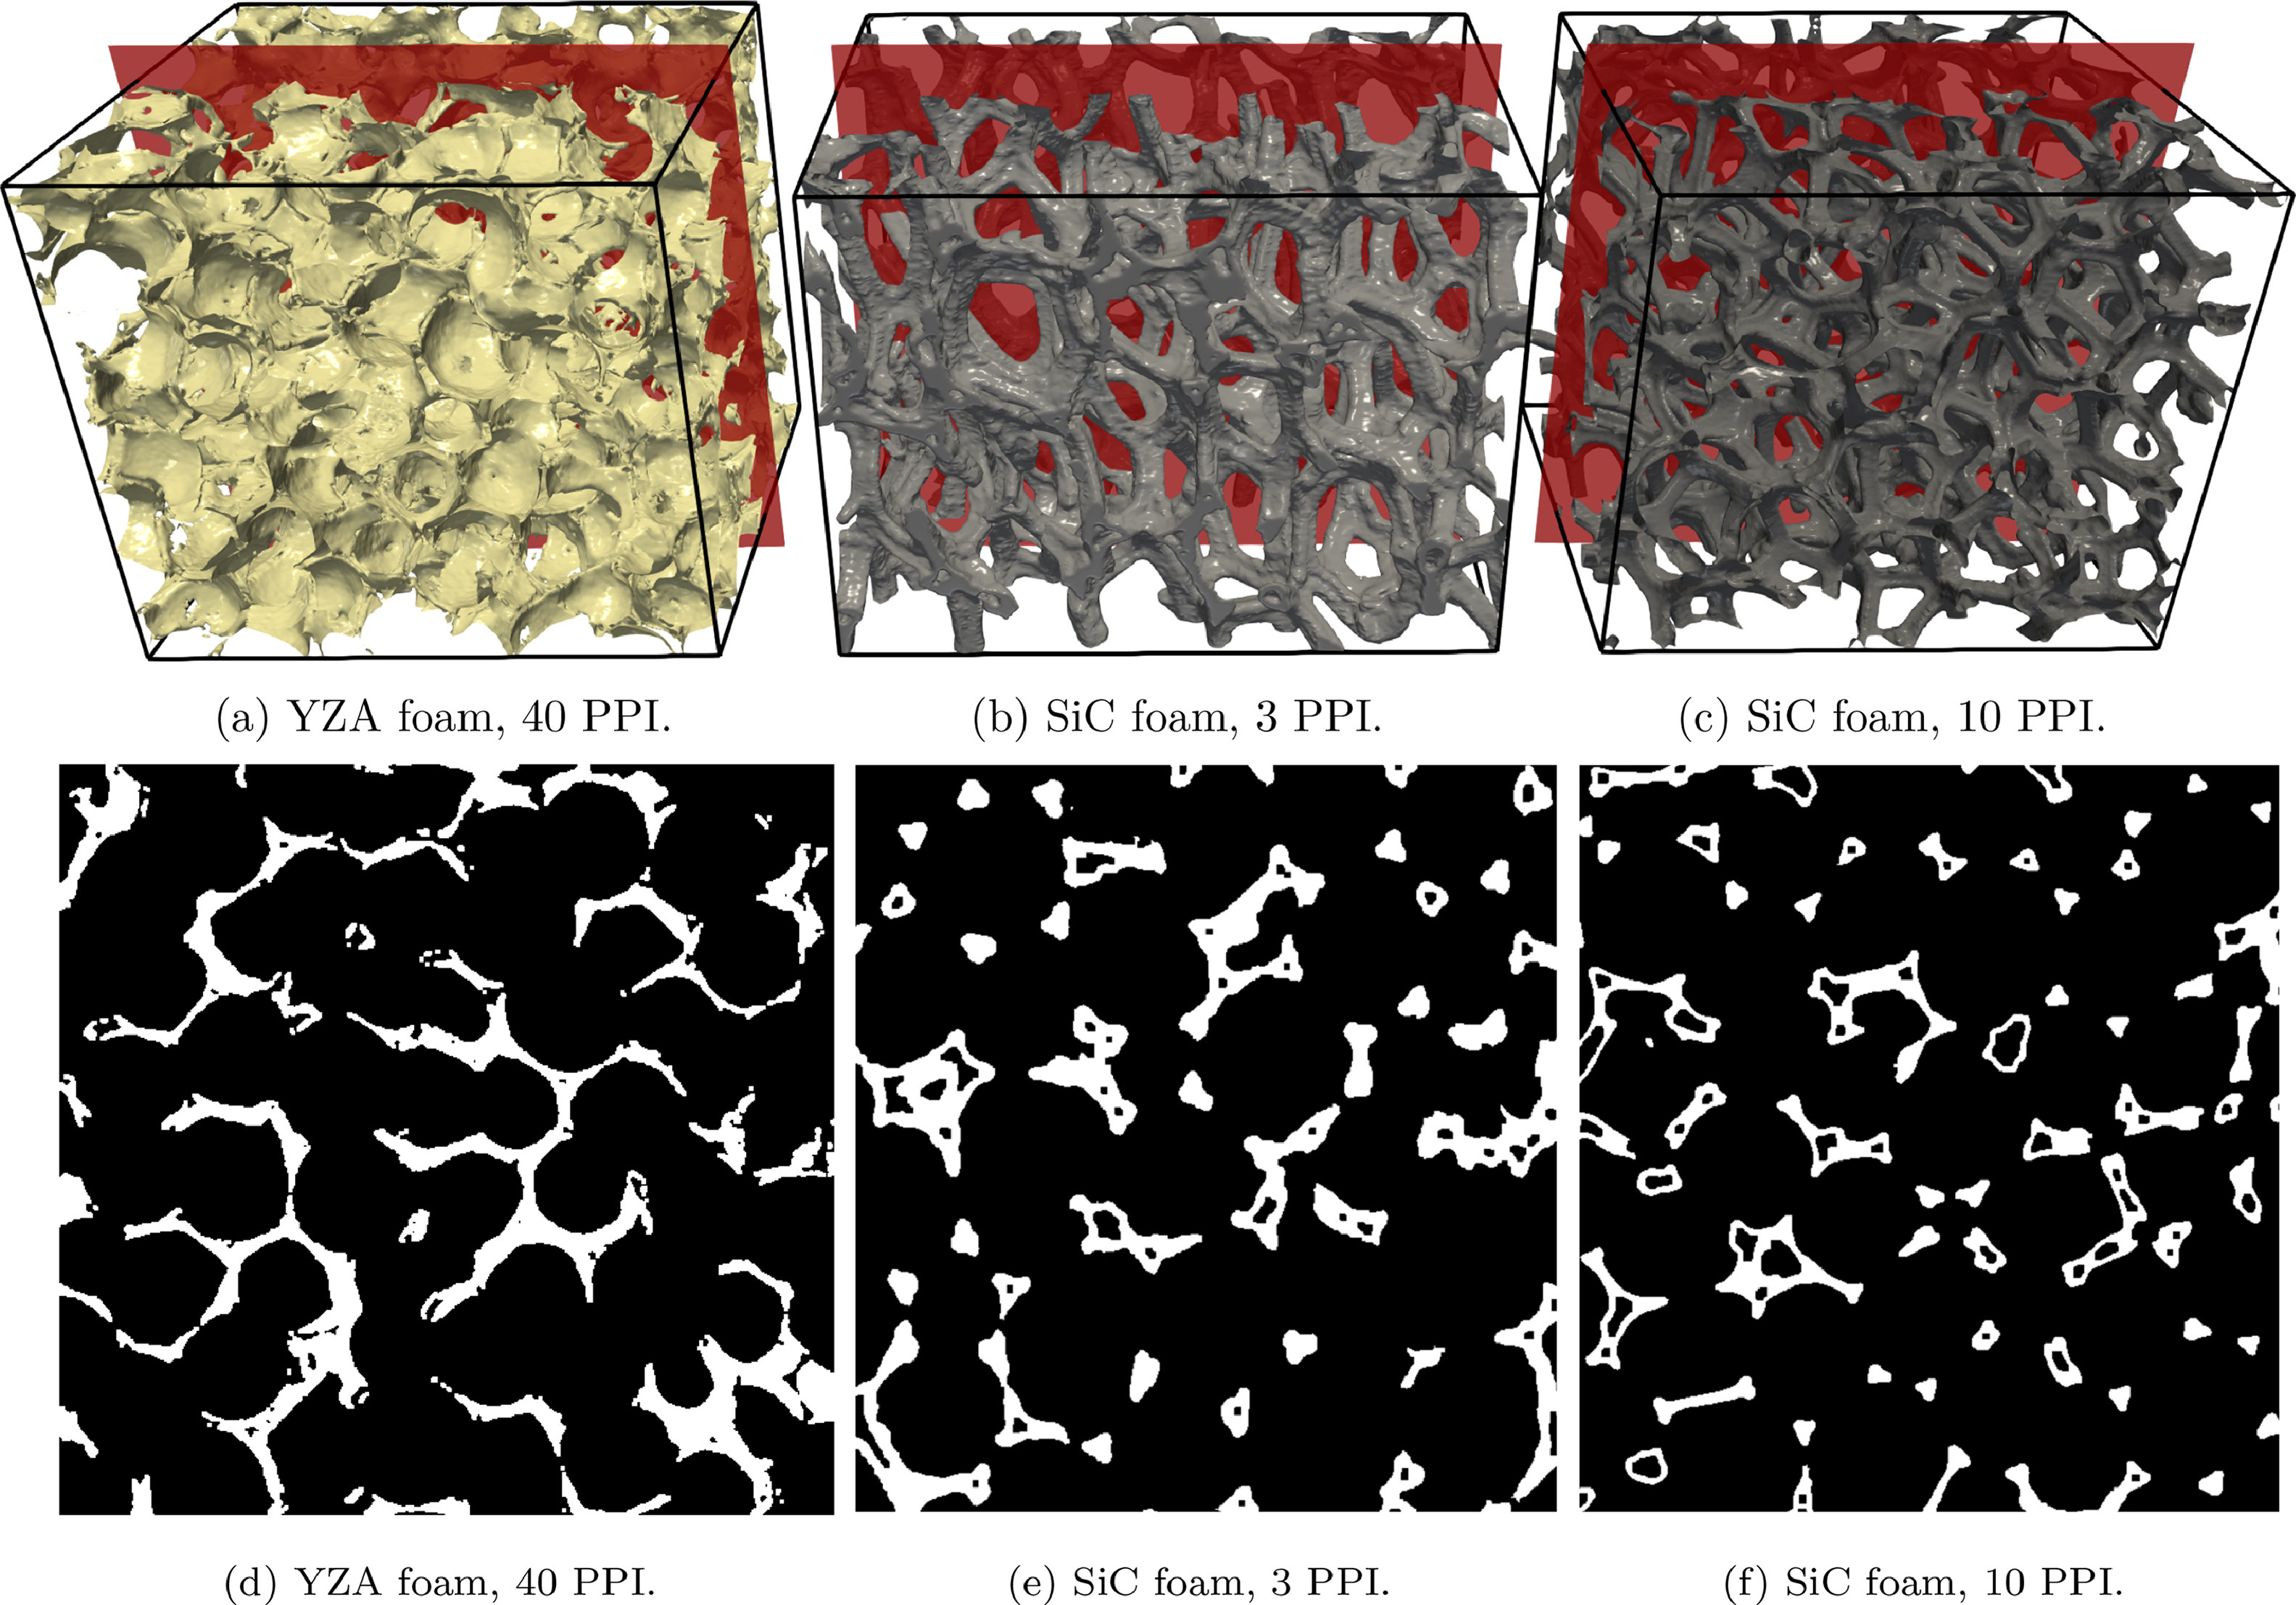 (a) YZA foam, 40 PPI.
(b) SiC foam, 3 PPI.
(c) SiC foam, 10 PPI.
(d) YZA foam, 40 PPI.
(e) SiC foam, 3 PPI.
(f) SiC foam, 10 PPI.